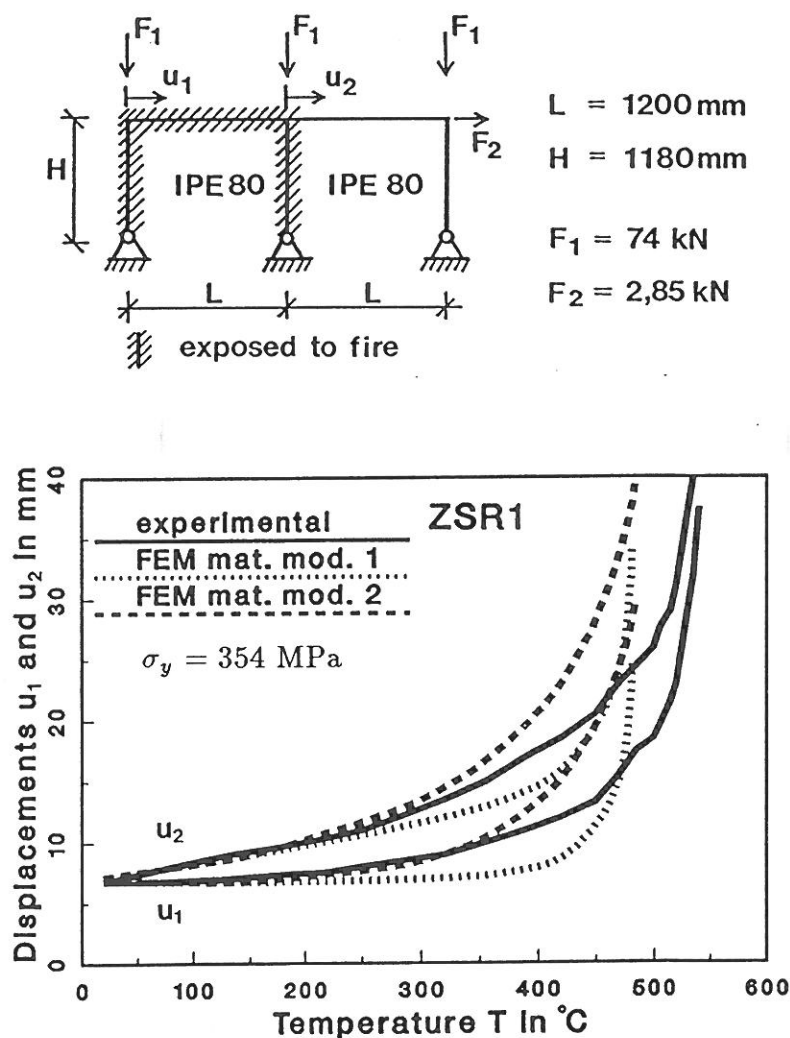 F₁ F₁ F₁
u₁ u₂
F₂
H
IPE 80 IPE 80
L L
exposed to fire
L = 1200 mm
H = 1180 mm
F₁ = 74 kN
F₂ = 2,85 kN
ZSR1
experimental
FEM mat. mod. 1
FEM mat. mod. 2
σy = 354 MPa
u₂
u₁
Displacements u₁ and u₂ in mm
40
30
20
10
0
0 100 200 300 400 500 600
Temperature T in °C